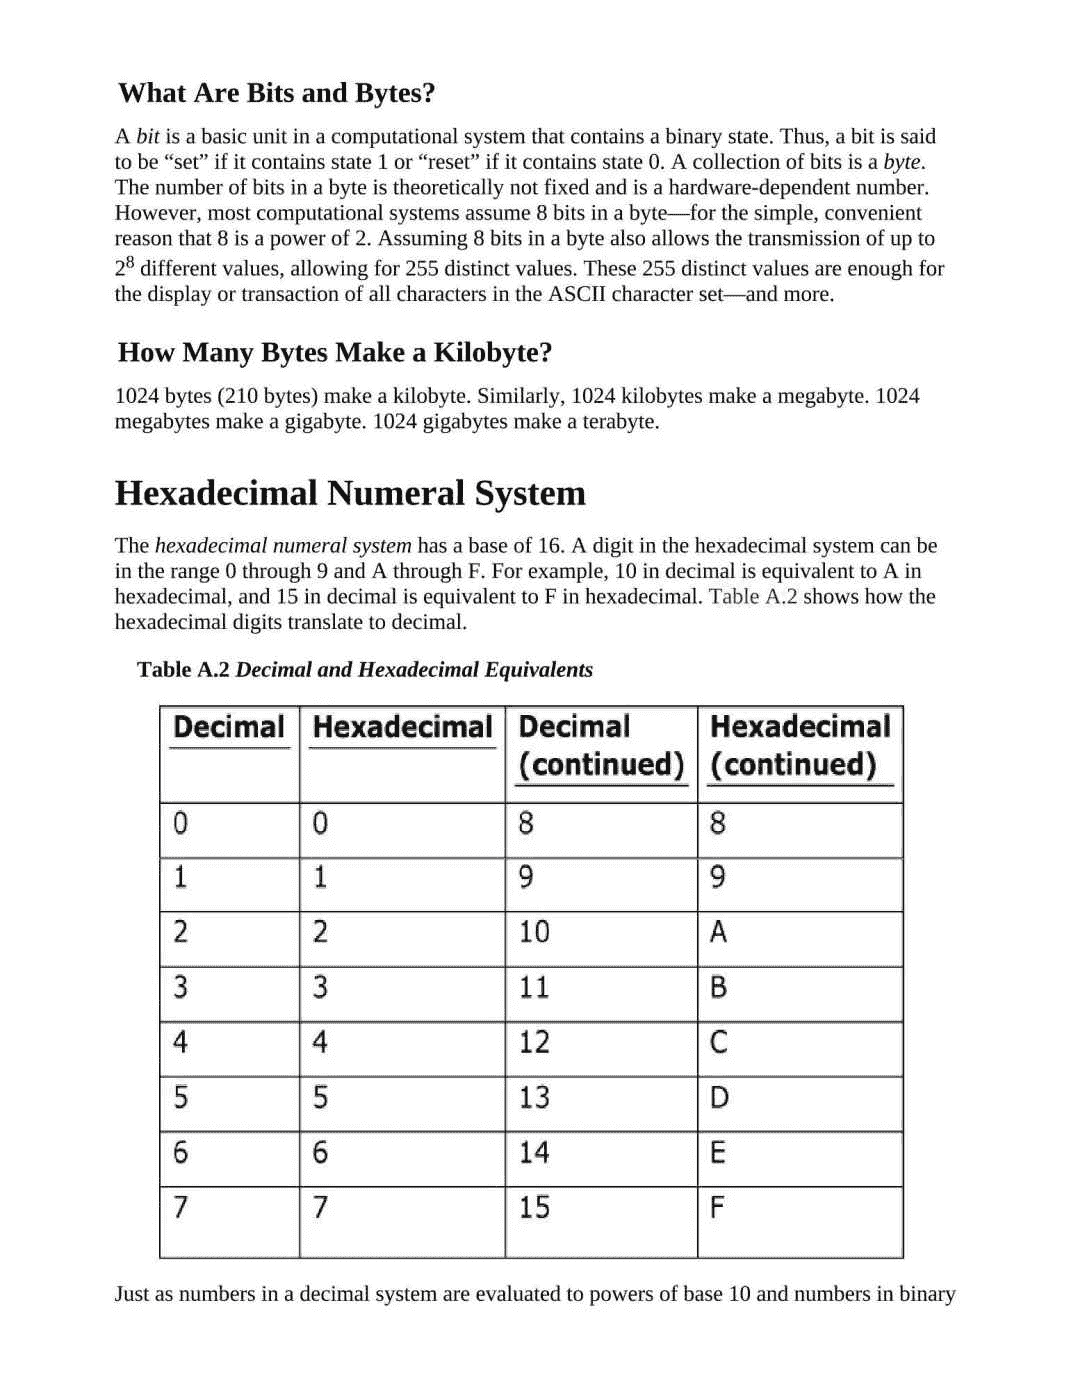 What Are Bits and Bytes?
A bit is a basic unit in a computational system that contains a binary state. Thus, a bit is said
to be “set” if it contains state 1 or “reset” if it contains state 0. A collection of bits is a byte.
The number of bits in a byte is theoretically not fixed and is a hardware-dependent number.
However, most computational systems assume 8 bits in a byte—for the simple, convenient
reason that 8 is a power of 2. Assuming 8 bits in a byte also allows the transmission of up to
2⁸ different values, allowing for 255 distinct values. These 255 distinct values are enough for
the display or transaction of all characters in the ASCII character set—and more.
How Many Bytes Make a Kilobyte?
1024 bytes (210 bytes) make a kilobyte. Similarly, 1024 kilobytes make a megabyte. 1024
megabytes make a gigabyte. 1024 gigabytes make a terabyte.
Hexadecimal Numeral System
The hexadecimal numeral system has a base of 16. A digit in the hexadecimal system can be
in the range 0 through 9 and A through F. For example, 10 in decimal is equivalent to A in
hexadecimal, and 15 in decimal is equivalent to F in hexadecimal. Table A.2 shows how the
hexadecimal digits translate to decimal.
Table A.2 Decimal and Hexadecimal Equivalents
Decimal Hexadecimal Decimal (continued) Hexadecimal (continued)
0 0 8 8
1 1 9 9
2 2 10 A
3 3 11 B
4 4 12 C
5 5 13 D
6 6 14 E
7 7 15 F
Just as numbers in a decimal system are evaluated to powers of base 10 and numbers in binary